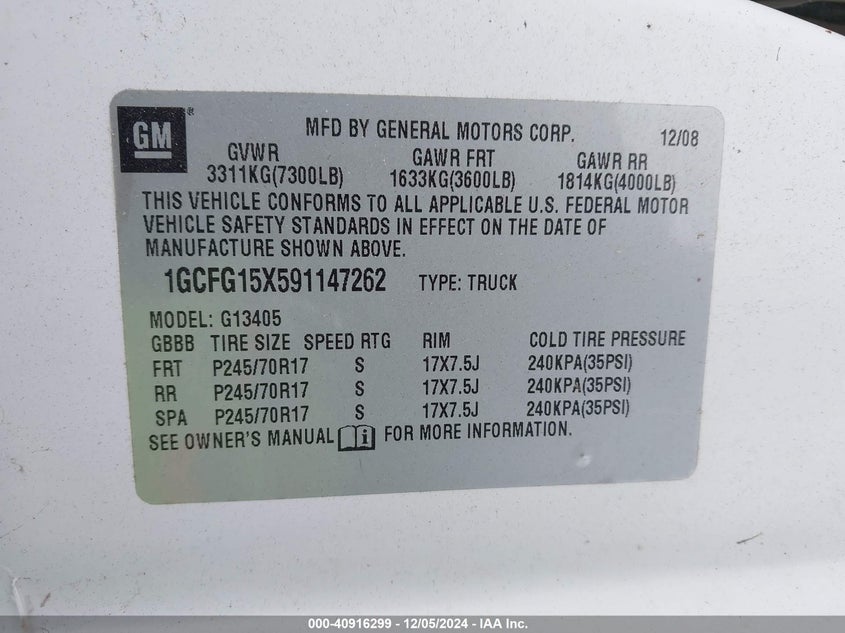 GM®
MFD BY GENERAL MOTORS CORP. 12/08
GVWR GAWR FRT GAWR RR
3311KG(7300LB) 1633KG(3600LB) 1814KG(4000LB)
THIS VEHICLE CONFORMS TO ALL APPLICABLE U.S. FEDERAL MOTOR
VEHICLE SAFETY STANDARDS IN EFFECT ON THE DATE OF
MANUFACTURE SHOWN ABOVE.
1GCFG15X591147262 TYPE: TRUCK
MODEL: G13405
GBBB TIRE SIZE SPEED RTG RIM COLD TIRE PRESSURE
FRT P245/70R17 S 17X7.5J 240KPA(35PSI)
RR P245/70R17 S 17X7.5J 240KPA(35PSI)
SPA P245/70R17 S 17X7.5J 240KPA(35PSI)
SEE OWNER'S MANUAL i FOR MORE INFORMATION.
000-40916299 - 12/05/2024 - IAA Inc.